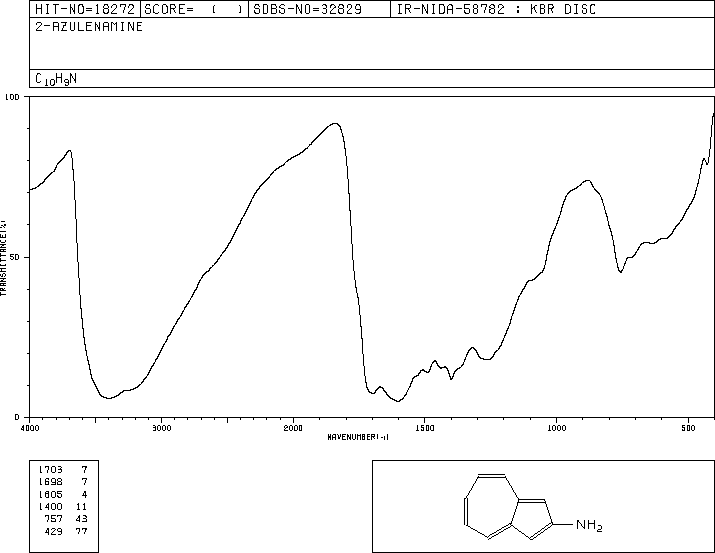 HIT-NO=18272 SCORE= ( ) SDBS-NO=32829 IR-NIDA-58782 : KBR DISC
2-AZULENAMINE
C10H9N
100
50
0
TRANSMITTANCE(%)
4000 3000 2000 1500 1000 500
WAVENUMBER(-1)
1703 7
1698 7
1605 4
1400 11
757 43
429 77
NH2